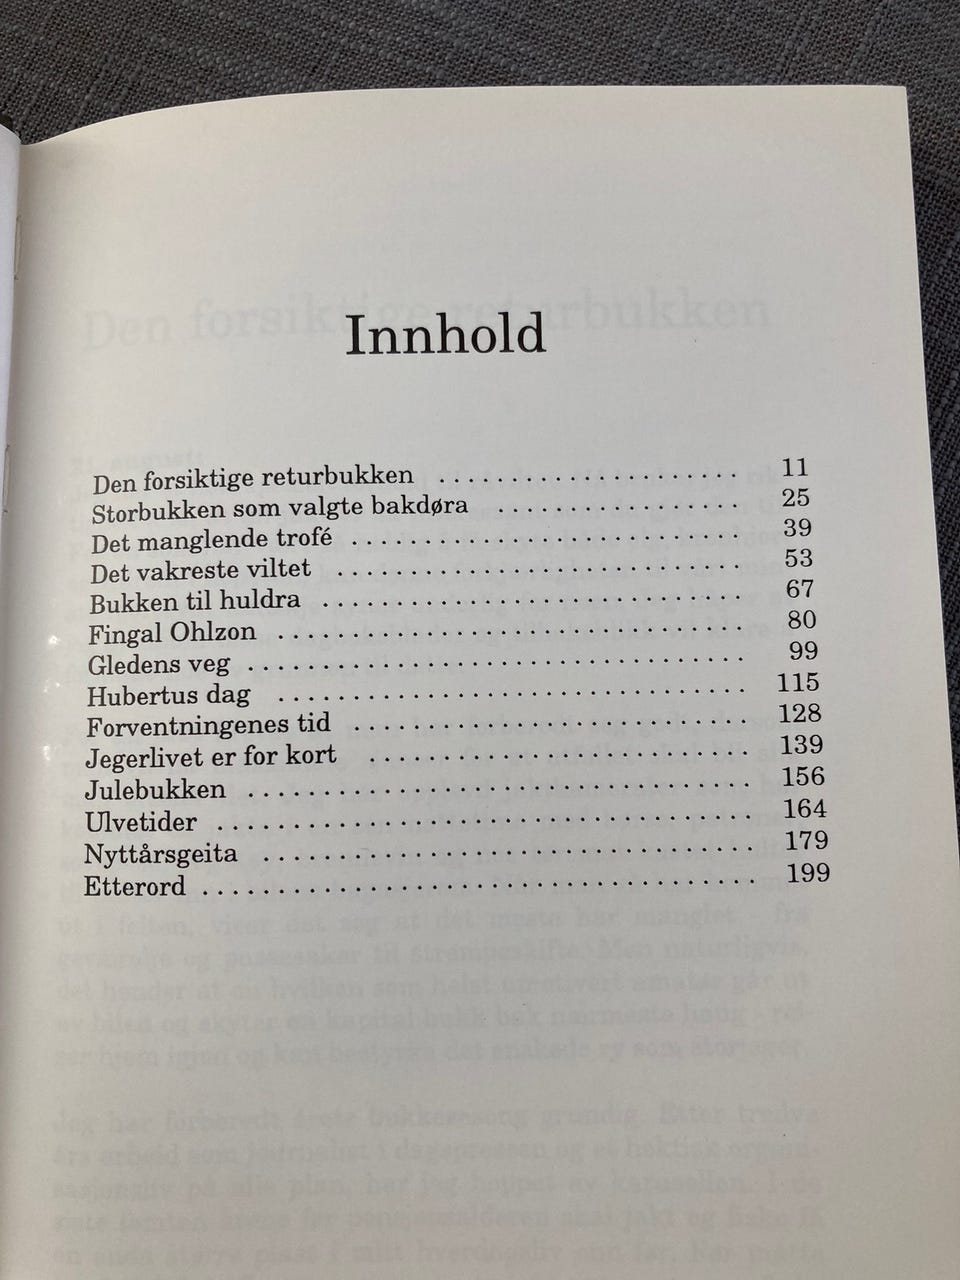 Innhold
Den forsiktige returbukken . . . . . . . . . . . . . . . . . . . 11
Storbukken som valgte bakdøra . . . . . . . . . . . . . . . 25
Det manglende trofé . . . . . . . . . . . . . . . . . . . . . . . . 39
Det vakreste viltet . . . . . . . . . . . . . . . . . . . . . . . . . 53
Bukken til huldra . . . . . . . . . . . . . . . . . . . . . . . . . . 67
Fingal Ohlzon . . . . . . . . . . . . . . . . . . . . . . . . . . . . . 80
Gledens veg . . . . . . . . . . . . . . . . . . . . . . . . . . . . . . . 99
Hubertus dag . . . . . . . . . . . . . . . . . . . . . . . . . . . . . 115
Forventningenes tid . . . . . . . . . . . . . . . . . . . . . . . . 128
Jegerlivet er for kort . . . . . . . . . . . . . . . . . . . . . . . 139
Julebukken . . . . . . . . . . . . . . . . . . . . . . . . . . . . . . . 156
Ulvetider . . . . . . . . . . . . . . . . . . . . . . . . . . . . . . . . . 164
Nyttårsgeita . . . . . . . . . . . . . . . . . . . . . . . . . . . . . . 179
Etterord . . . . . . . . . . . . . . . . . . . . . . . . . . . . . . . . . . 199